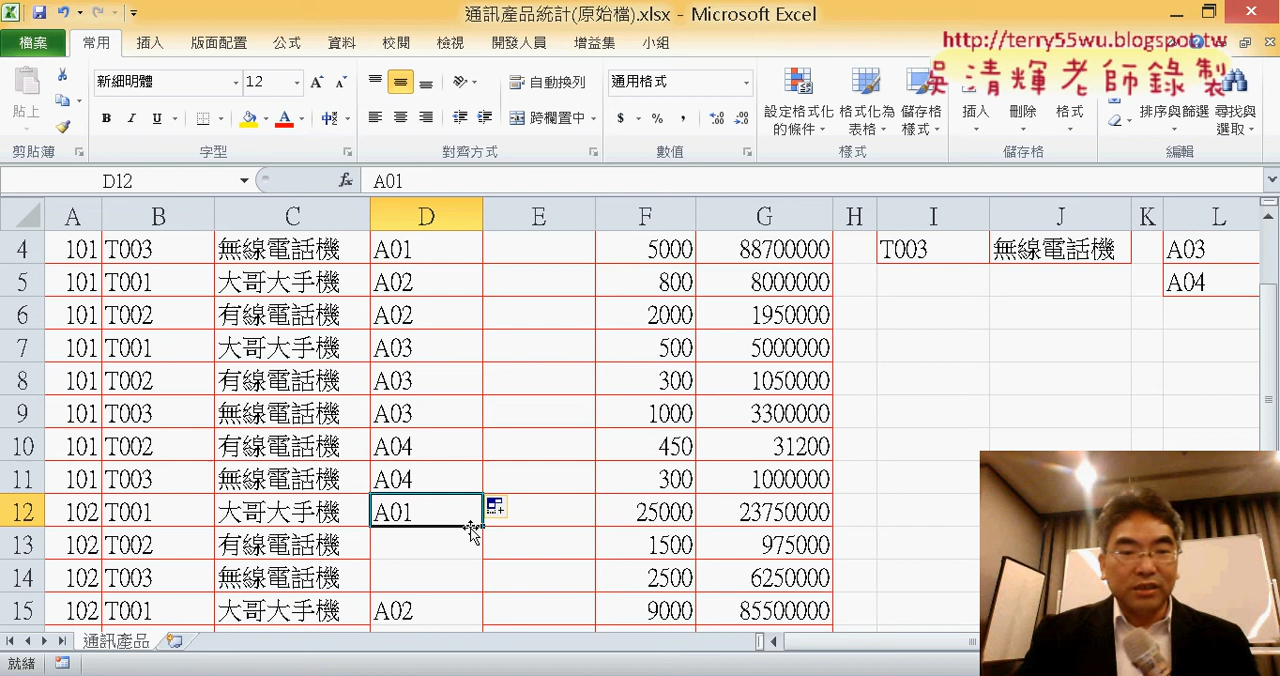 通訊產品統計(原始檔).xlsx - Microsoft Excel
http://terry55wu.blogspot.tw
吳清輝老師錄製
檔案 常用 插入 版面配置 公式 資料 校閱 檢視 開發人員 增益集 小組
貼上 新細明體 12 自動換列 通用格式 設定格式化的條件 格式化為表格 儲存格樣式 插入 刪除 格式 排序與篩選 尋找與選取
B I U A 中 跨欄置中 $ % ,
剪貼簿 字型 對齊方式 數值 樣式 儲存格 編輯
D12 fx A01
A B C D E F G H I J K L
4 101 T003 無線電話機 A01 5000 88700000 T003 無線電話機 A03
5 101 T001 大哥大手機 A02 800 8000000 A04
6 101 T002 有線電話機 A02 2000 1950000
7 101 T001 大哥大手機 A03 500 5000000
8 101 T002 有線電話機 A03 300 1050000
9 101 T003 無線電話機 A03 1000 3300000
10 101 T002 有線電話機 A04 450 31200
11 101 T003 無線電話機 A04 300 1000000
12 102 T001 大哥大手機 A01 25000 23750000
13 102 T002 有線電話機 1500 975000
14 102 T003 無線電話機 2500 6250000
15 102 T001 大哥大手機 A02 9000 85500000
通訊產品
就緒